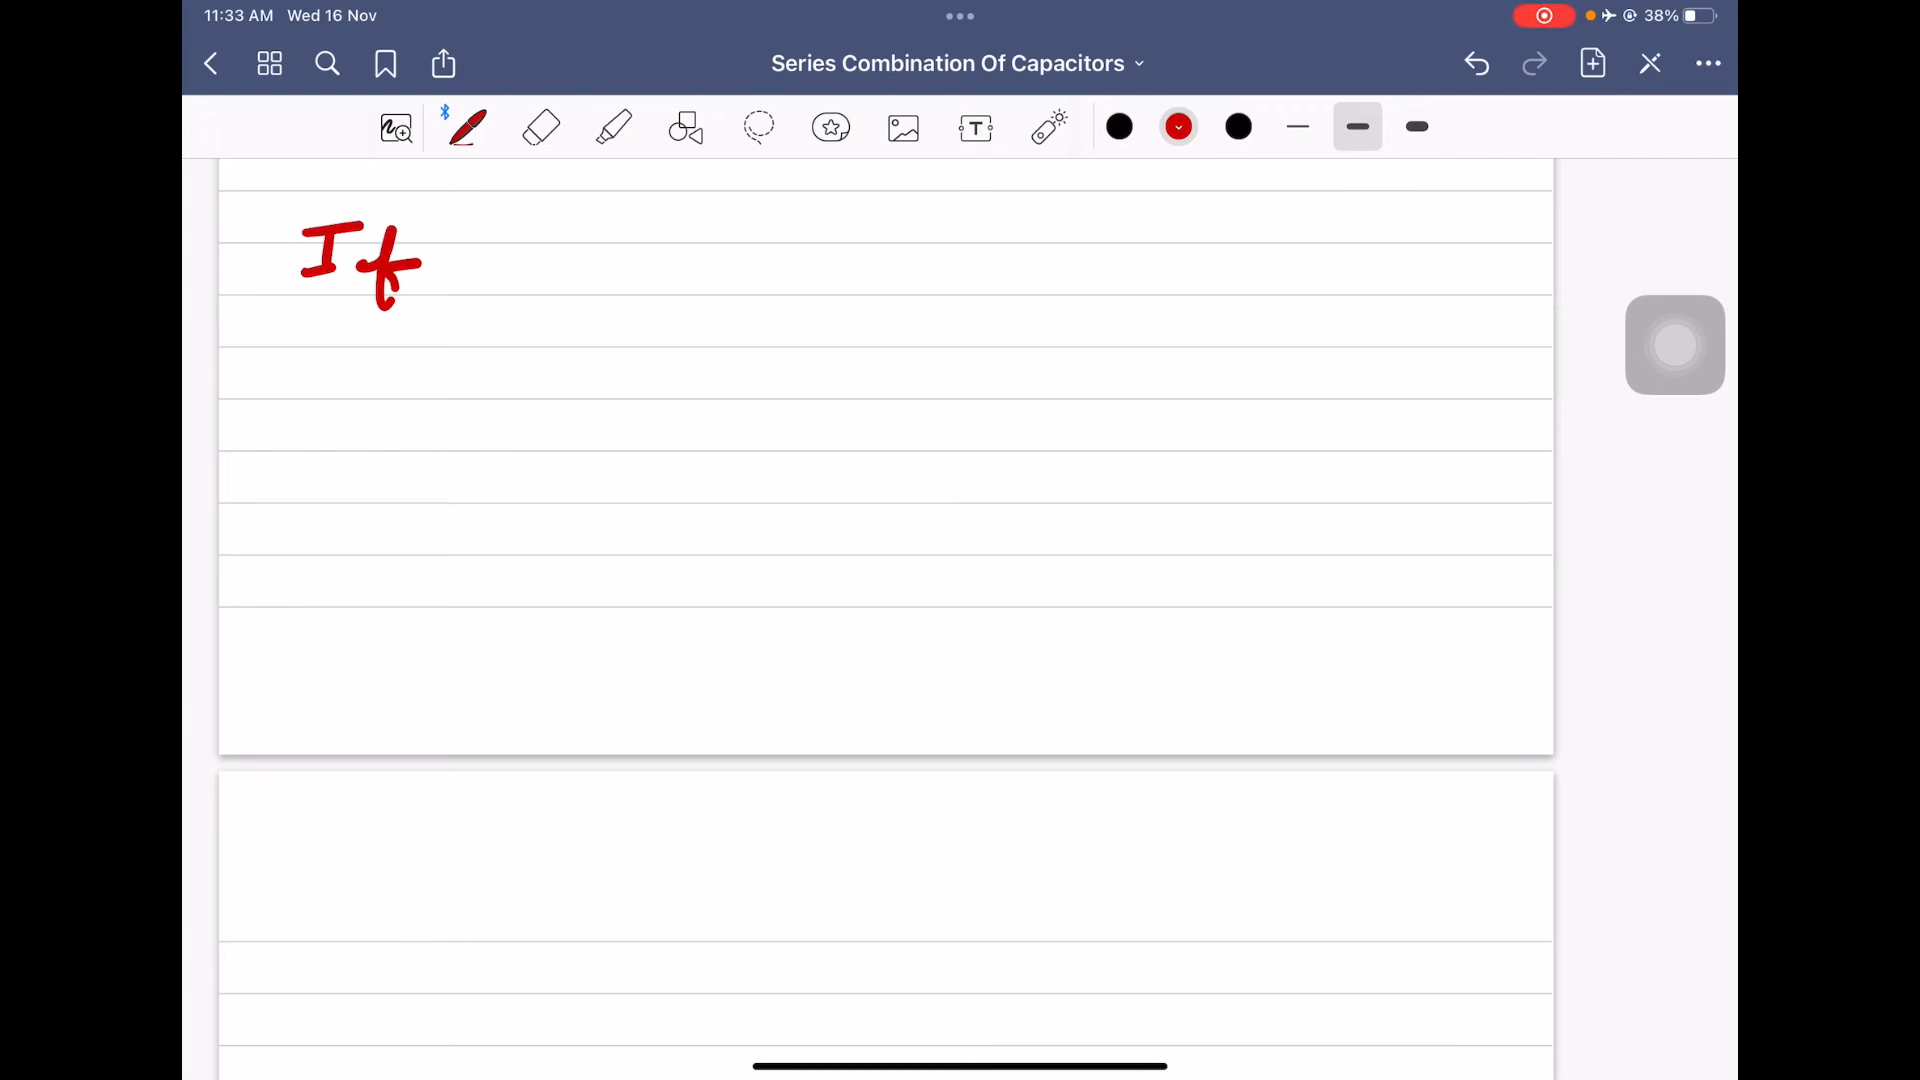 11:33 AM Wed 16 Nov 38%
Series Combination Of Capacitors
T
If